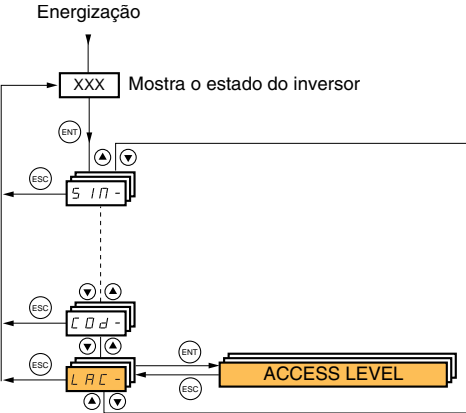 Energização
XXX Mostra o estado do inversor
ENT
ESC
SIM-
ESC
COd-
ESC
ENT
LAC-
ACCESS LEVEL
ESC